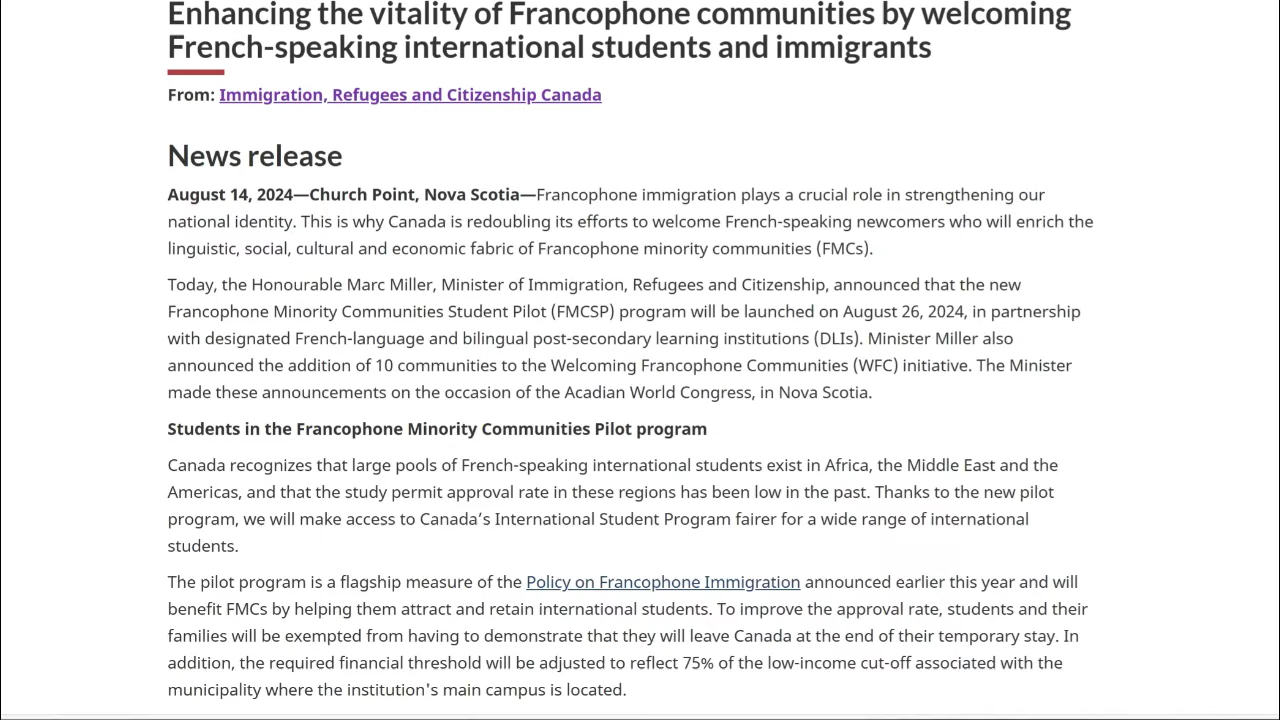 Enhancing the vitality of Francophone communities by welcoming
French-speaking international students and immigrants
From: Immigration, Refugees and Citizenship Canada
News release
August 14, 2024—Church Point, Nova Scotia—Francophone immigration plays a crucial role in strengthening our
national identity. This is why Canada is redoubling its efforts to welcome French-speaking newcomers who will enrich the
linguistic, social, cultural and economic fabric of Francophone minority communities (FMCs).
Today, the Honourable Marc Miller, Minister of Immigration, Refugees and Citizenship, announced that the new
Francophone Minority Communities Student Pilot (FMCSP) program will be launched on August 26, 2024, in partnership
with designated French-language and bilingual post-secondary learning institutions (DLIs). Minister Miller also
announced the addition of 10 communities to the Welcoming Francophone Communities (WFC) initiative. The Minister
made these announcements on the occasion of the Acadian World Congress, in Nova Scotia.
Students in the Francophone Minority Communities Pilot program
Canada recognizes that large pools of French-speaking international students exist in Africa, the Middle East and the
Americas, and that the study permit approval rate in these regions has been low in the past. Thanks to the new pilot
program, we will make access to Canada’s International Student Program fairer for a wide range of international
students.
The pilot program is a flagship measure of the Policy on Francophone Immigration announced earlier this year and will
benefit FMCs by helping them attract and retain international students. To improve the approval rate, students and their
families will be exempted from having to demonstrate that they will leave Canada at the end of their temporary stay. In
addition, the required financial threshold will be adjusted to reflect 75% of the low-income cut-off associated with the
municipality where the institution's main campus is located.